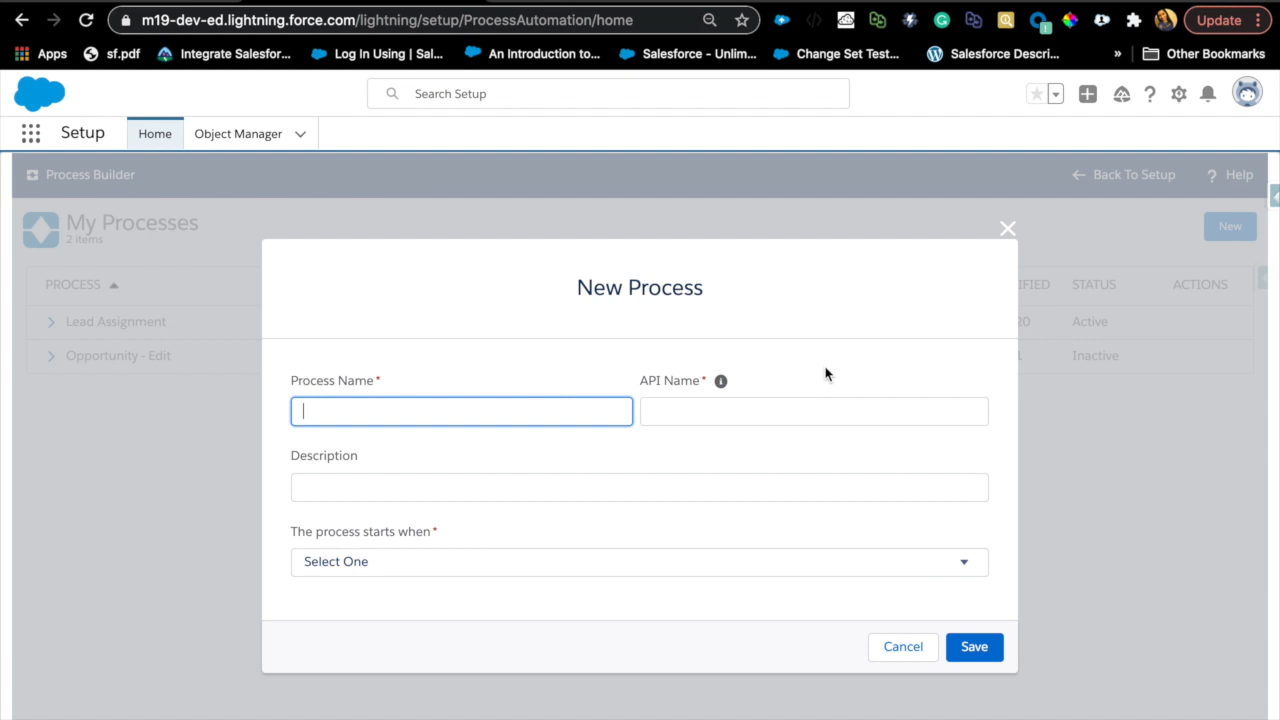 m19-dev-ed.lightning.force.com/lightning/setup/ProcessAutomation/home
Update
Apps
sf.pdf
Integrate Salesfor...
Log In Using | Sal...
An Introduction to...
Salesforce - Unlim...
Change Set Test...
Salesforce Descri...
»
Other Bookmarks
Search Setup
Setup
Home
Object Manager
Process Builder
Back To Setup
? Help
My Processes
2 items
New
PROCESS
IFIED
STATUS
ACTIONS
Lead Assignment
20
Active
Opportunity - Edit
1
Inactive
New Process
Process Name*
API Name*
Description
The process starts when*
Select One
Cancel
Save